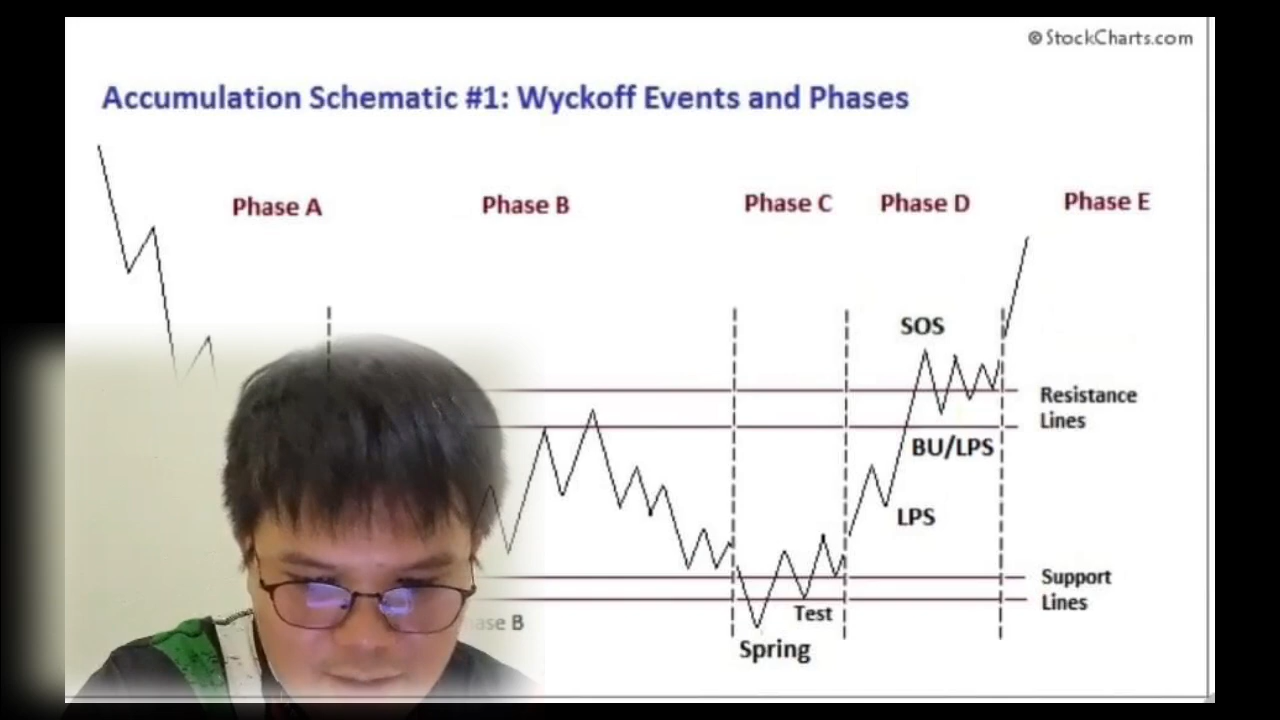 ©StockCharts.com
Accumulation Schematic #1: Wyckoff Events and Phases
Phase A
Phase B
Phase C
Phase D
Phase E
SOS
Resistance
Lines
BU/LPS
LPS
Support
Lines
Test
ase B
Spring